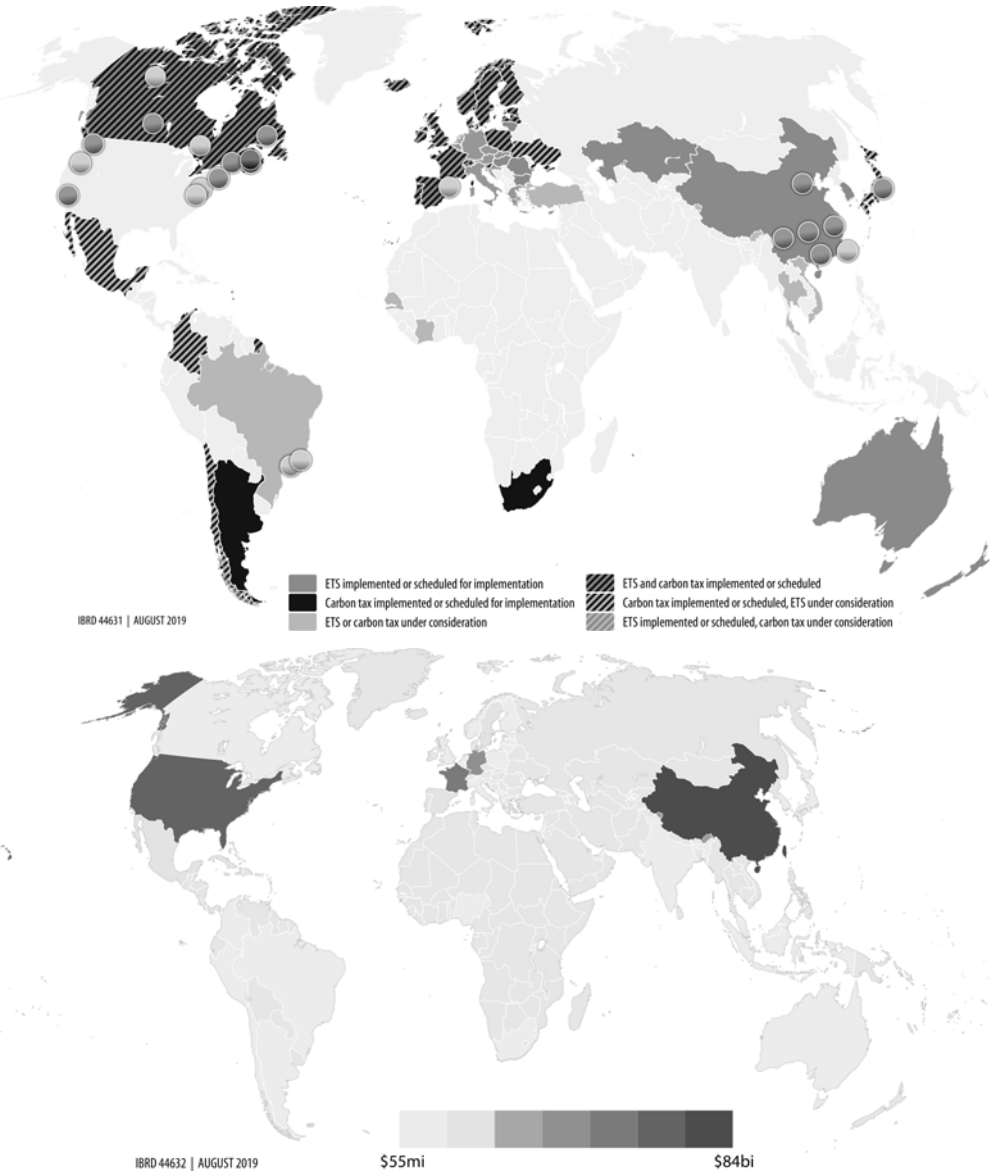 ETS implemented or scheduled for implementation
Carbon tax implemented or scheduled for implementation
ETS or carbon tax under consideration
ETS and carbon tax implemented or scheduled
Carbon tax implemented or scheduled, ETS under consideration
ETS implemented or scheduled, carbon tax under consideration
IBRD 44631 | AUGUST 2019
IBRD 44632 | AUGUST 2019
$55mi
$84bi